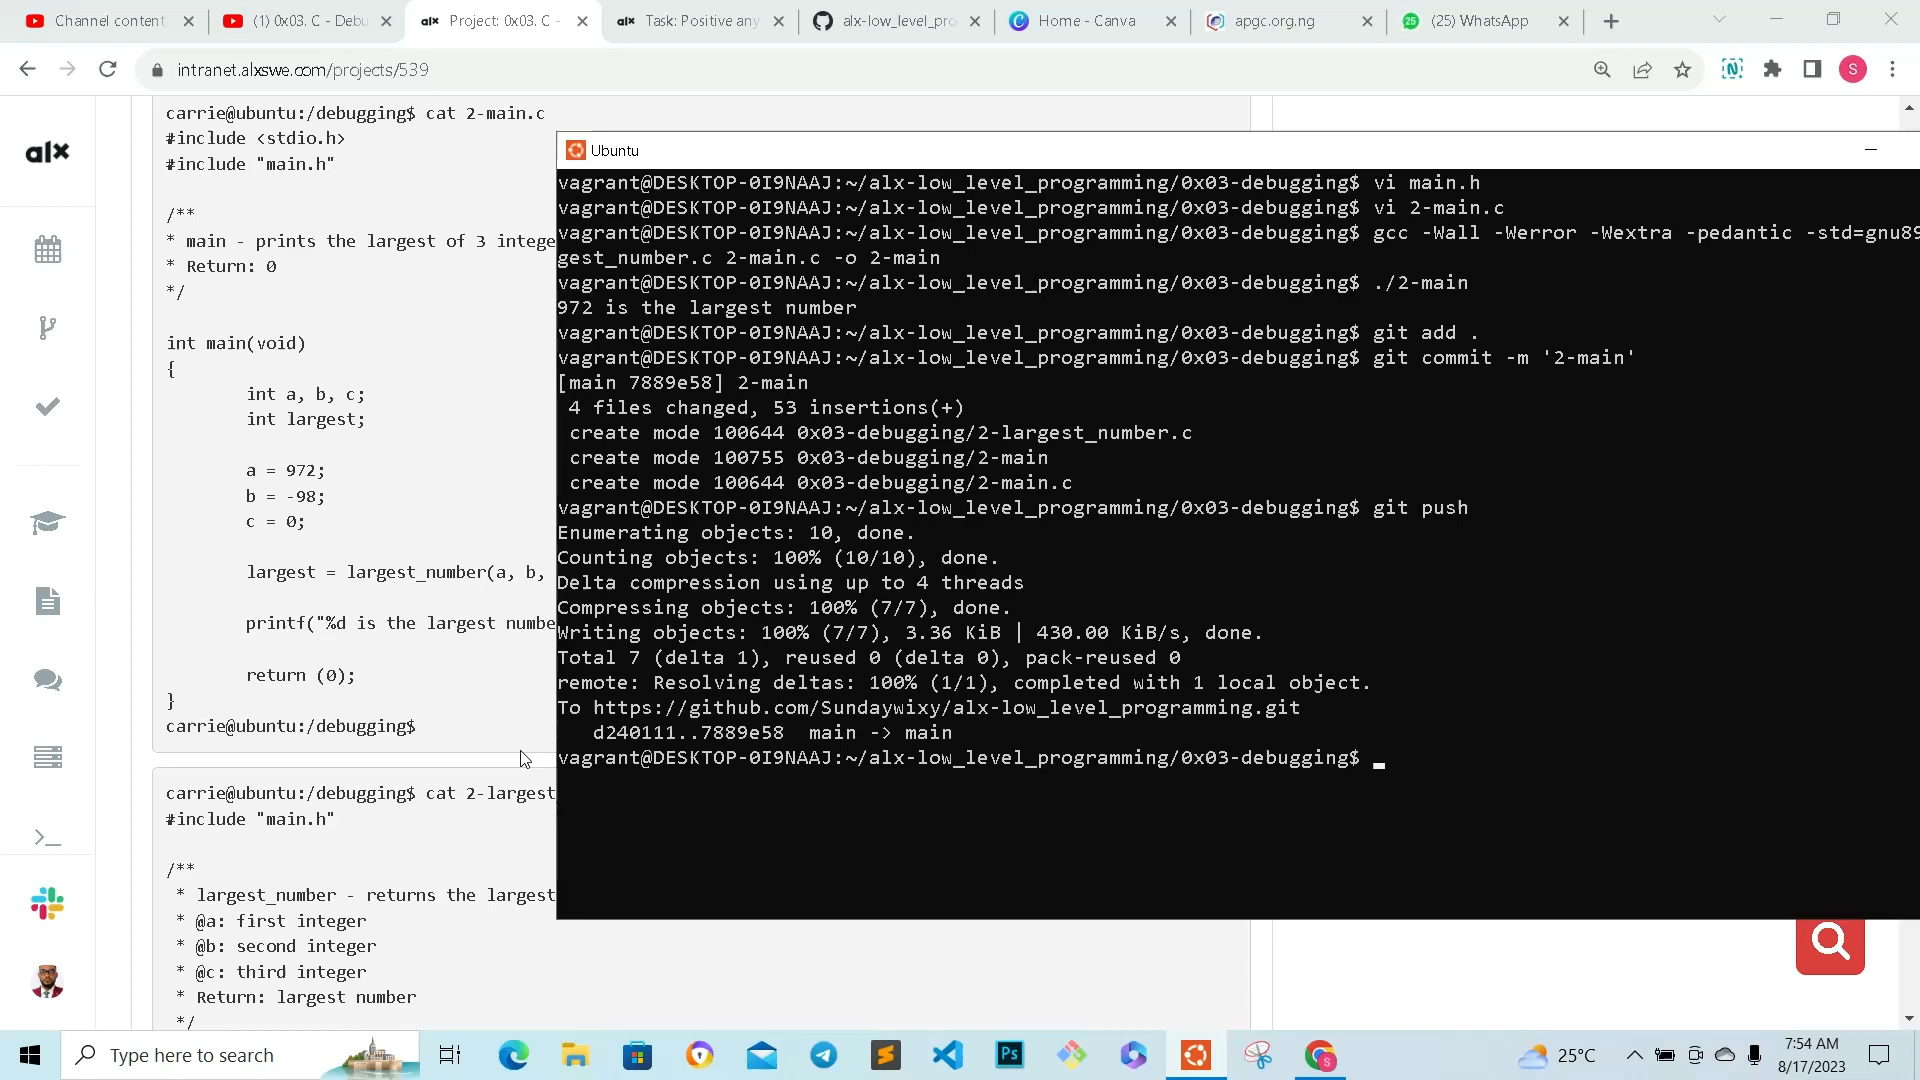 Channel content
(1) 0x03. C - Debu
alx Project: 0x03. C -
alx Task: Positive any
alx-low_level_pro
Home - Canva
apgc.org.ng
25 (25) WhatsApp
intranet.alxswe.com/projects/539
S
alx
carrie@ubuntu:/debugging$ cat 2-main.c
#include <stdio.h>
#include "main.h"
/**
* main - prints the largest of 3 intege
* Return: 0
*/
int main(void)
{
int a, b, c;
int largest;
a = 972;
b = -98;
c = 0;
largest = largest_number(a, b,
printf("%d is the largest numbe
return (0);
}
carrie@ubuntu:/debugging$
carrie@ubuntu:/debugging$ cat 2-largest
#include "main.h"
/**
* largest_number - returns the largest
* @a: first integer
* @b: second integer
* @c: third integer
* Return: largest number
*/
Ubuntu
vagrant@DESKTOP-0I9NAAJ:~/alx-low_level_programming/0x03-debugging$ vi main.h
vagrant@DESKTOP-0I9NAAJ:~/alx-low_level_programming/0x03-debugging$ vi 2-main.c
vagrant@DESKTOP-0I9NAAJ:~/alx-low_level_programming/0x03-debugging$ gcc -Wall -Werror -Wextra -pedantic -std=gnu89
gest_number.c 2-main.c -o 2-main
vagrant@DESKTOP-0I9NAAJ:~/alx-low_level_programming/0x03-debugging$ ./2-main
972 is the largest number
vagrant@DESKTOP-0I9NAAJ:~/alx-low_level_programming/0x03-debugging$ git add .
vagrant@DESKTOP-0I9NAAJ:~/alx-low_level_programming/0x03-debugging$ git commit -m '2-main'
[main 7889e58] 2-main
4 files changed, 53 insertions(+)
create mode 100644 0x03-debugging/2-largest_number.c
create mode 100755 0x03-debugging/2-main
create mode 100644 0x03-debugging/2-main.c
vagrant@DESKTOP-0I9NAAJ:~/alx-low_level_programming/0x03-debugging$ git push
Enumerating objects: 10, done.
Counting objects: 100% (10/10), done.
Delta compression using up to 4 threads
Compressing objects: 100% (7/7), done.
Writing objects: 100% (7/7), 3.36 KiB | 430.00 KiB/s, done.
Total 7 (delta 1), reused 0 (delta 0), pack-reused 0
remote: Resolving deltas: 100% (1/1), completed with 1 local object.
To https://github.com/Sundaywixy/alx-low_level_programming.git
d240111..7889e58  main -> main
vagrant@DESKTOP-0I9NAAJ:~/alx-low_level_programming/0x03-debugging$
Type here to search
Ps
25°C
7:54 AM
8/17/2023